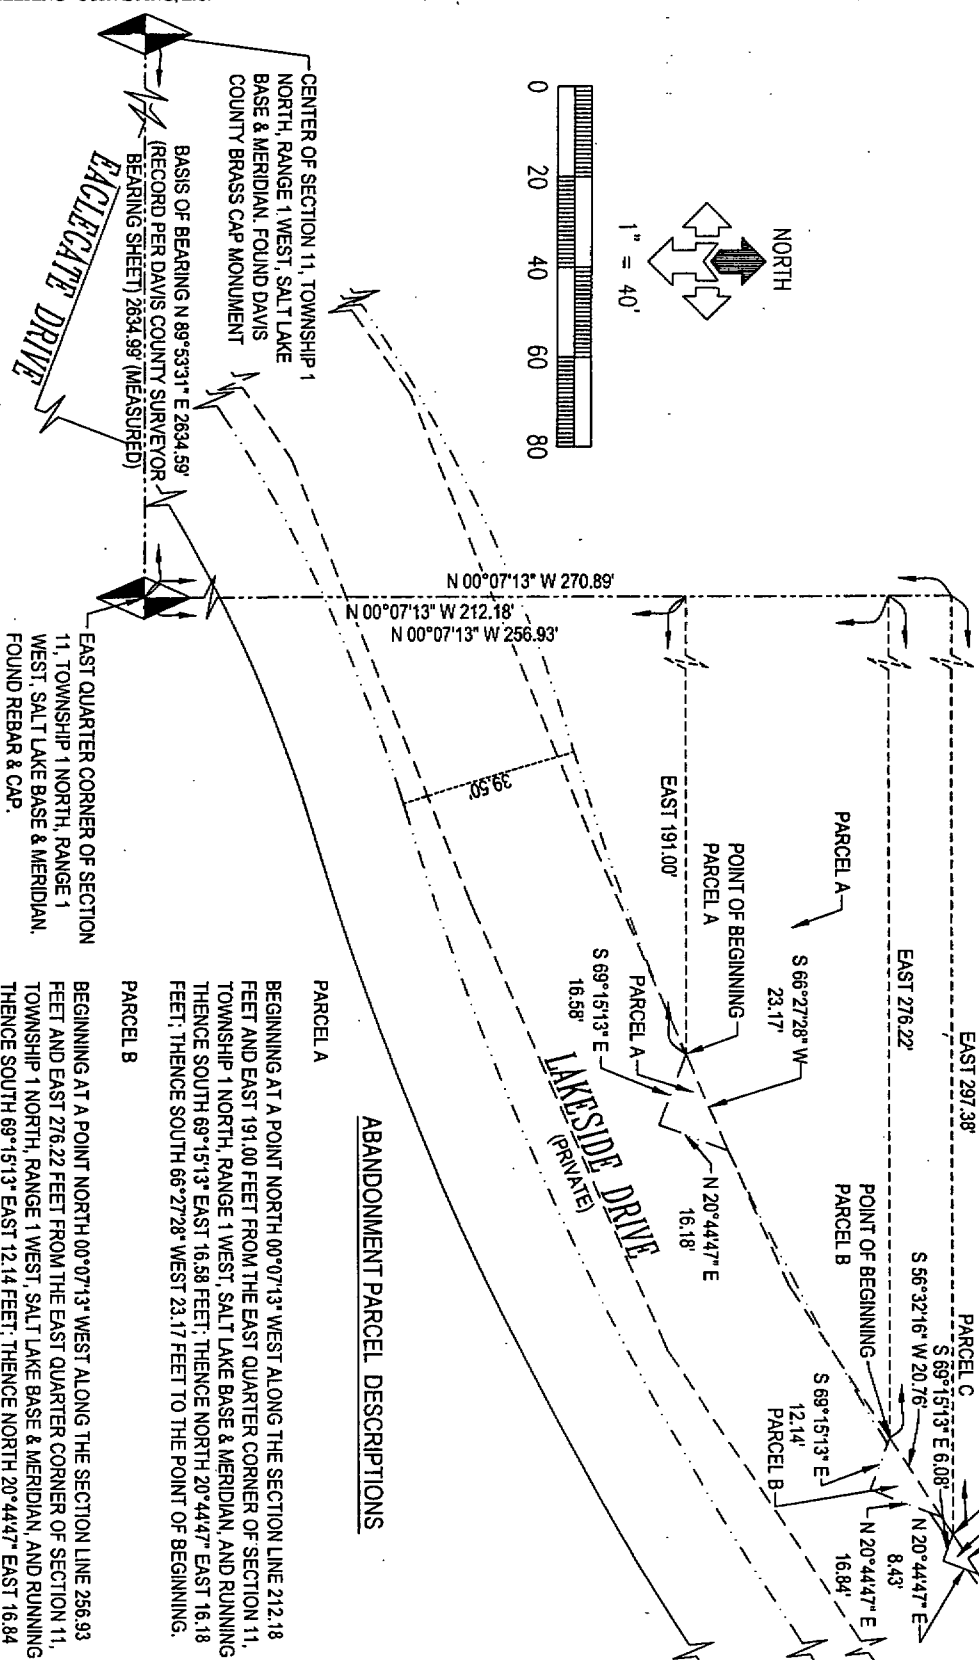 NORTH
1" = 40'
0 20 40 60 80
CENTER OF SECTION 11, TOWNSHIP 1
NORTH, RANGE 1 WEST, SALT LAKE
BASE & MERIDIAN. FOUND DAVIS
COUNTY BRASS CAP MONUMENT
BASIS OF BEARING N 89°53'31" E 2634.59'
(RECORD PER DAVIS COUNTY SURVEYOR
BEARING SHEET) 2634.99' (MEASURED)
EAGLEGATE DRIVE
N 00°07'13" W 270.89'
N 00°07'13" W 212.18'
N 00°07'13" W 256.93'
EAST QUARTER CORNER OF SECTION
11, TOWNSHIP 1 NORTH, RANGE 1
WEST, SALT LAKE BASE & MERIDIAN.
FOUND REBAR & CAP.
39.50'
EAST 191.00'
EAST 276.22'
EAST 297.38'
PARCEL A
POINT OF BEGINNING
PARCEL A
S 66°27'28" W
23.17'
PARCEL A
S 69°15'13" E
16.58'
N 20°44'47" E
16.18'
LAKESIDE DRIVE
(PRIVATE)
PARCEL C
S 69°15'13" E 6.08'
S 56°32'16" W 20.76'
POINT OF BEGINNING
PARCEL B
S 69°15'13" E
12.14'
PARCEL B
N 20°44'47" E
8.43'
N 20°44'47" E
16.84'
ABANDONMENT PARCEL DESCRIPTIONS
PARCEL A
BEGINNING AT A POINT NORTH 00°07'13" WEST ALONG THE SECTION LINE 212.18
FEET AND EAST 191.00 FEET FROM THE EAST QUARTER CORNER OF SECTION 11,
TOWNSHIP 1 NORTH, RANGE 1 WEST, SALT LAKE BASE & MERIDIAN, AND RUNNING
THENCE SOUTH 69°15'13" EAST 16.58 FEET; THENCE NORTH 20°44'47" EAST 16.18
FEET; THENCE SOUTH 66°27'28" WEST 23.17 FEET TO THE POINT OF BEGINNING.
PARCEL B
BEGINNING AT A POINT NORTH 00°07'13" WEST ALONG THE SECTION LINE 256.93
FEET AND EAST 276.22 FEET FROM THE EAST QUARTER CORNER OF SECTION 11,
TOWNSHIP 1 NORTH, RANGE 1 WEST, SALT LAKE BASE & MERIDIAN, AND RUNNING
THENCE SOUTH 69°15'13" EAST 12.14 FEET; THENCE NORTH 20°44'47" EAST 16.84